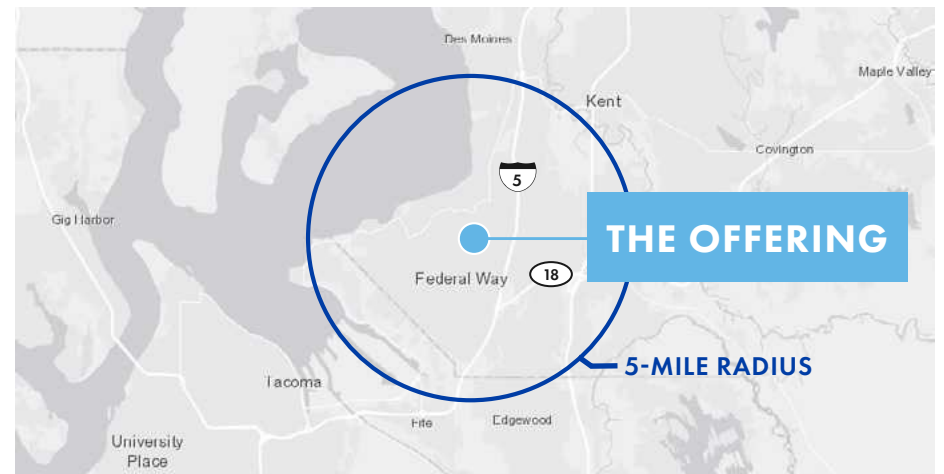 Des Moines
Maple Valley
Kent
Covington
5
Gig Harbor
THE OFFERING
Federal Way
18
5-MILE RADIUS
Tacoma
Fife
Edgewood
University
Place